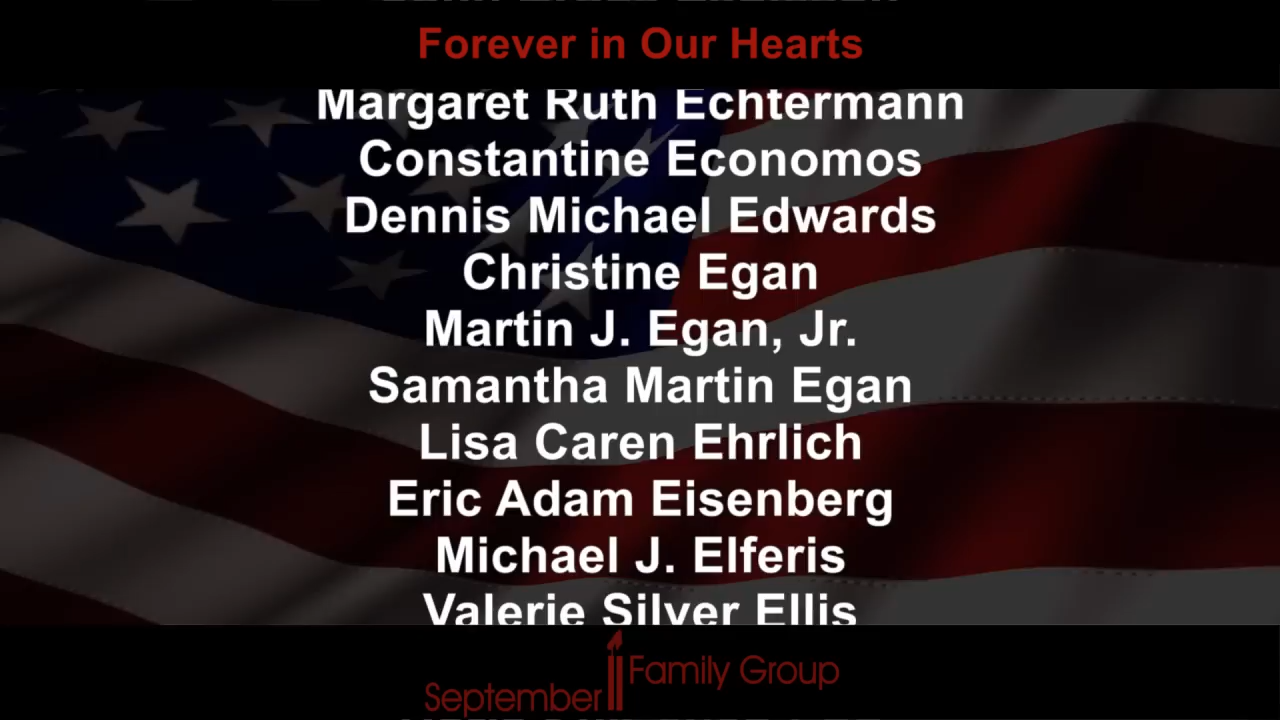 Forever in Our Hearts
Margaret Ruth Echtermann
Constantine Economos
Dennis Michael Edwards
Christine Egan
Martin J. Egan, Jr.
Samantha Martin Egan
Lisa Caren Ehrlich
Eric Adam Eisenberg
Michael J. Elferis
Valerie Silver Ellis
September 11 Family Group